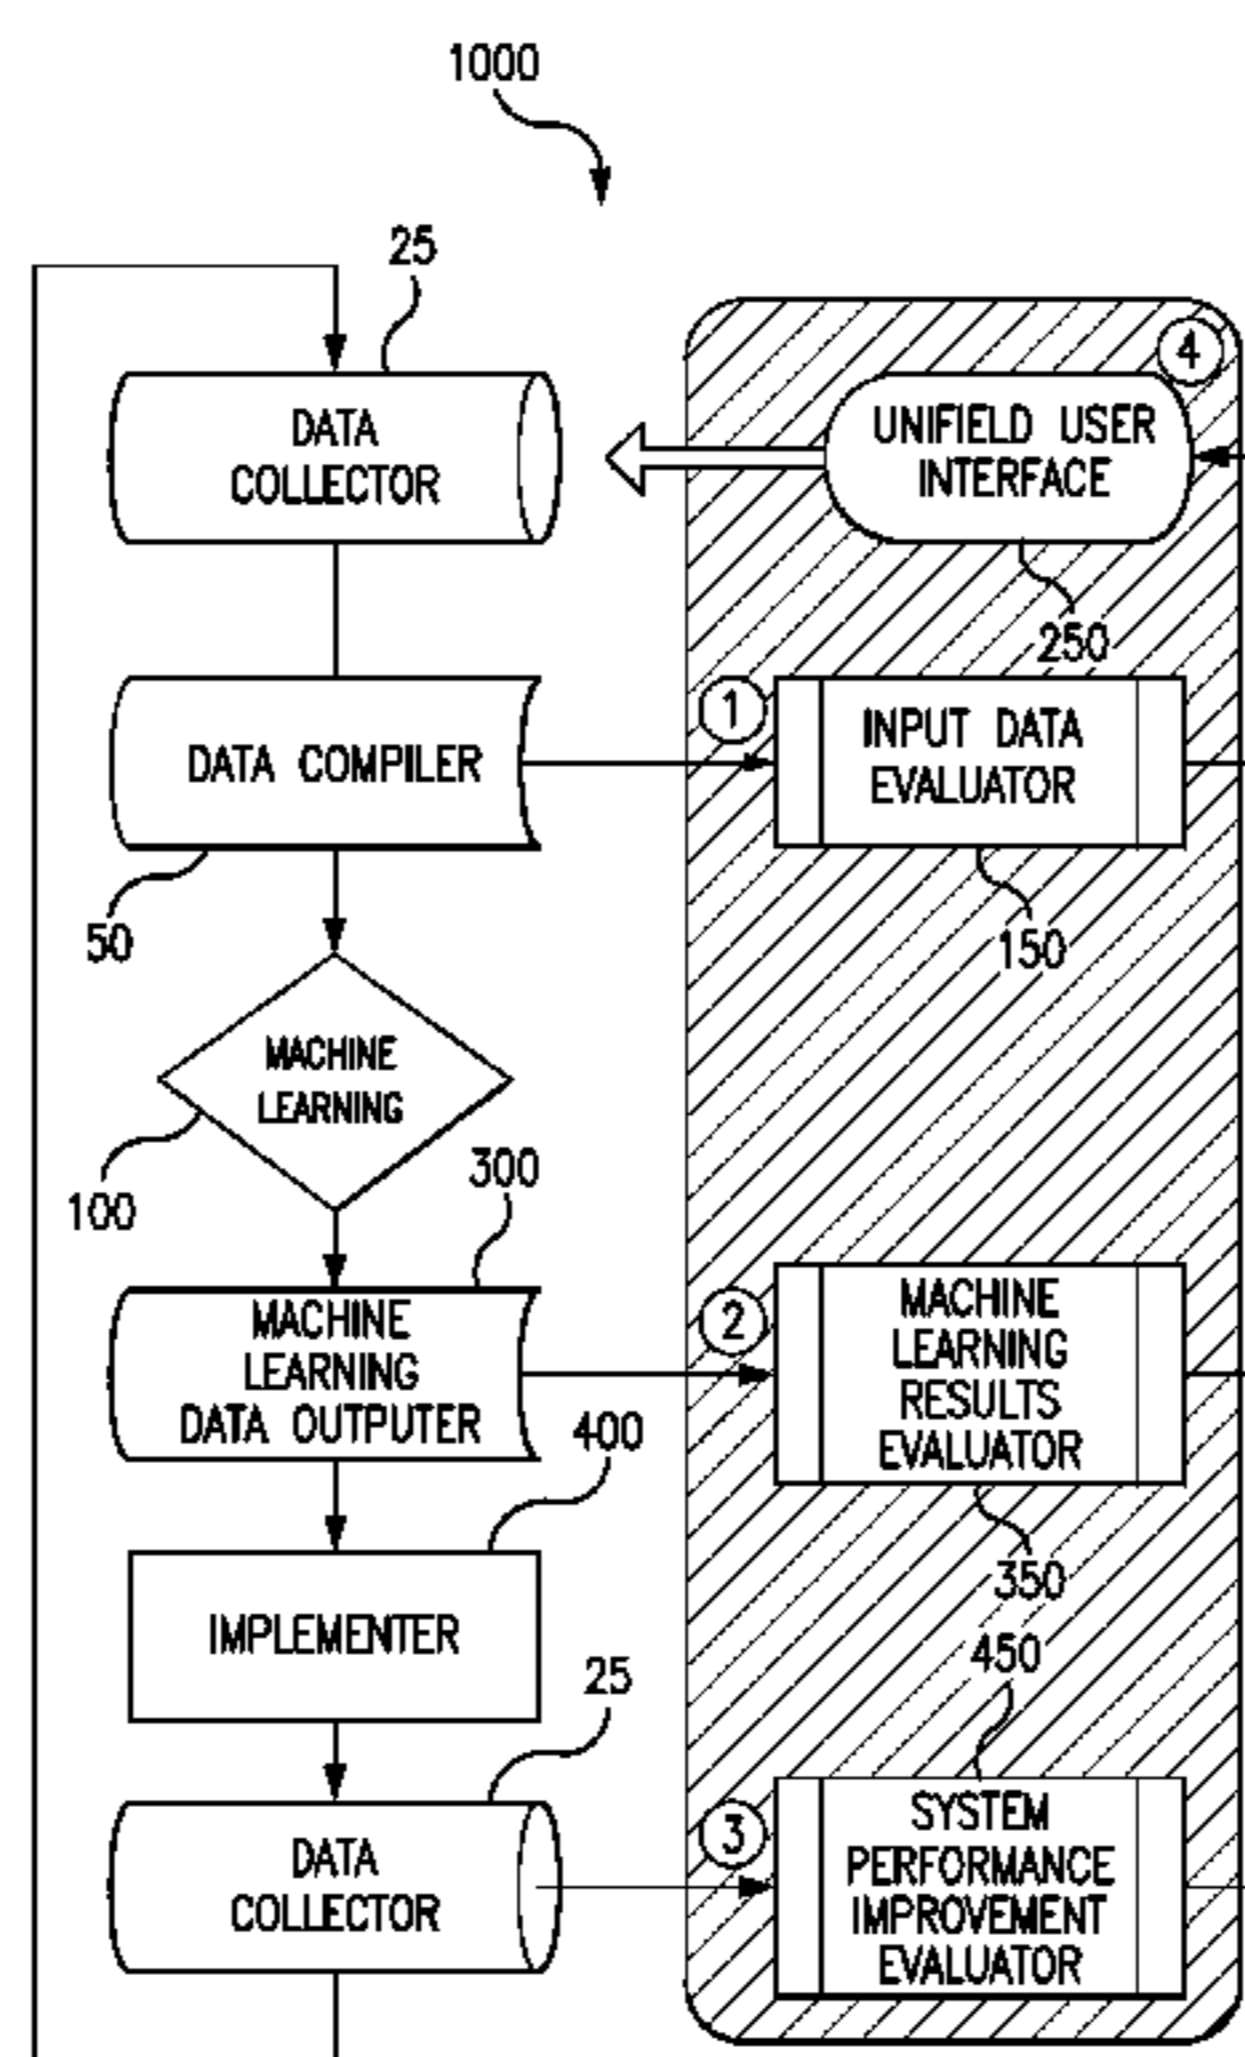 1000
25
DATA
COLLECTOR
4
UNIFIELD USER
INTERFACE
250
DATA COMPILER
50
1
INPUT DATA
EVALUATOR
150
MACHINE
LEARNING
100
300
MACHINE
LEARNING
DATA OUTPUTER
2
MACHINE
LEARNING
RESULTS
EVALUATOR
350
400
IMPLEMENTER
25
DATA
COLLECTOR
450
3
SYSTEM
PERFORMANCE
IMPROVEMENT
EVALUATOR